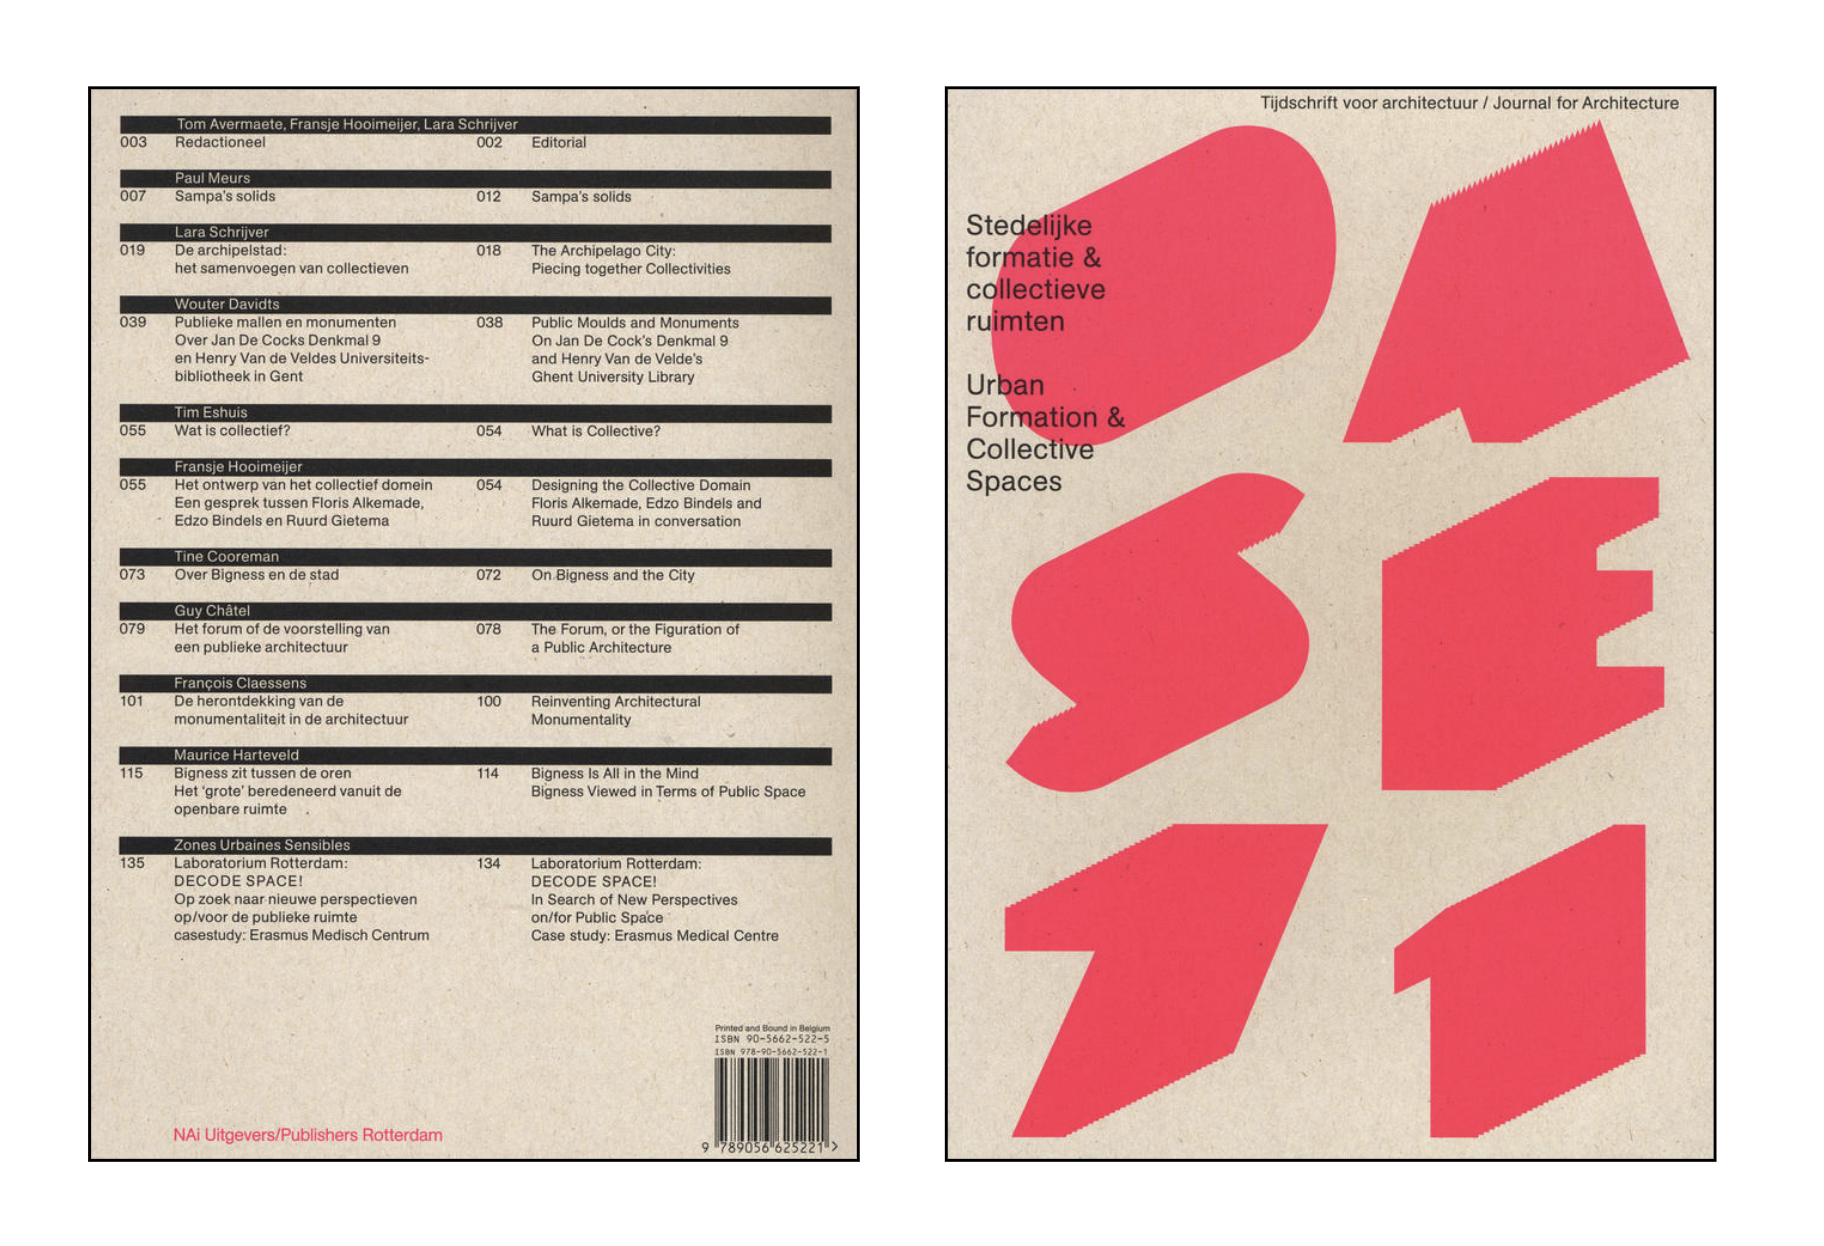 Tom Avermaete, Fransje Hooimeijer, Lara Schrijver
003 Redactioneel 002 Editorial
Paul Meurs
007 Sampa's solids 012 Sampa's solids
Lara Schrijver
019 De archipelstad: 018 The Archipelago City:
het samenvoegen van collectieven Piecing together Collectivities
Wouter Davidts
039 Publieke mallen en monumenten 038 Public Moulds and Monuments
Over Jan De Cocks Denkmal 9 On Jan De Cock's Denkmal 9
en Henry Van de Veldes Universiteits- and Henry Van de Velde's
bibliotheek in Gent Ghent University Library
Tim Eshuis
055 Wat is collectief? 054 What is Collective?
Fransje Hooimeijer
055 Het ontwerp van het collectief domein 054 Designing the Collective Domain
Een gesprek tussen Floris Alkemade, Floris Alkemade, Edzo Bindels and
Edzo Bindels en Ruurd Gietema Ruurd Gietema in conversation
Tine Cooreman
073 Over Bigness en de stad 072 On Bigness and the City
Guy Châtel
079 Het forum of de voorstelling van 078 The Forum, or the Figuration of
een publieke architectuur a Public Architecture
François Claessens
101 De herontdekking van de 100 Reinventing Architectural
monumentaliteit in de architectuur Monumentality
Maurice Harteveld
115 Bigness zit tussen de oren 114 Bigness Is All in the Mind
Het 'grote' beredeneerd vanuit de Bigness Viewed in Terms of Public Space
openbare ruimte
Zones Urbaines Sensibles
135 Laboratorium Rotterdam: 134 Laboratorium Rotterdam:
DECODE SPACE! DECODE SPACE!
Op zoek naar nieuwe perspectieven In Search of New Perspectives
op/voor de publieke ruimte on/for Public Space
casestudy: Erasmus Medisch Centrum Case study: Erasmus Medical Centre
Printed and Bound in Belgium
ISBN 90-5662-522-5
ISBN 978-90-5662-522-1
9 789056 625221 >
NAi Uitgevers/Publishers Rotterdam
Tijdschrift voor architectuur / Journal for Architecture
Stedelijke
formatie &
collectieve
ruimten
Urban
Formation &
Collective
Spaces
OA
SE
71